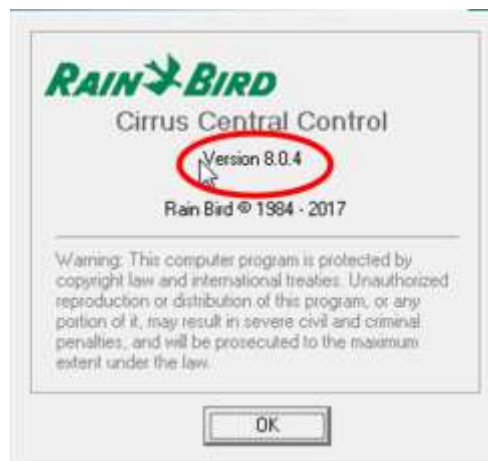 RAIN BIRD
Cirrus Central Control
Version 8.0.4
Rain Bird © 1984 - 2017
Warning: This computer program is protected by
copyright law and international treaties. Unauthorized
reproduction or distribution of this program, or any
portion of it, may result in severe civil and criminal
penalties, and will be prosecuted to the maximum
extent under the law.
OK